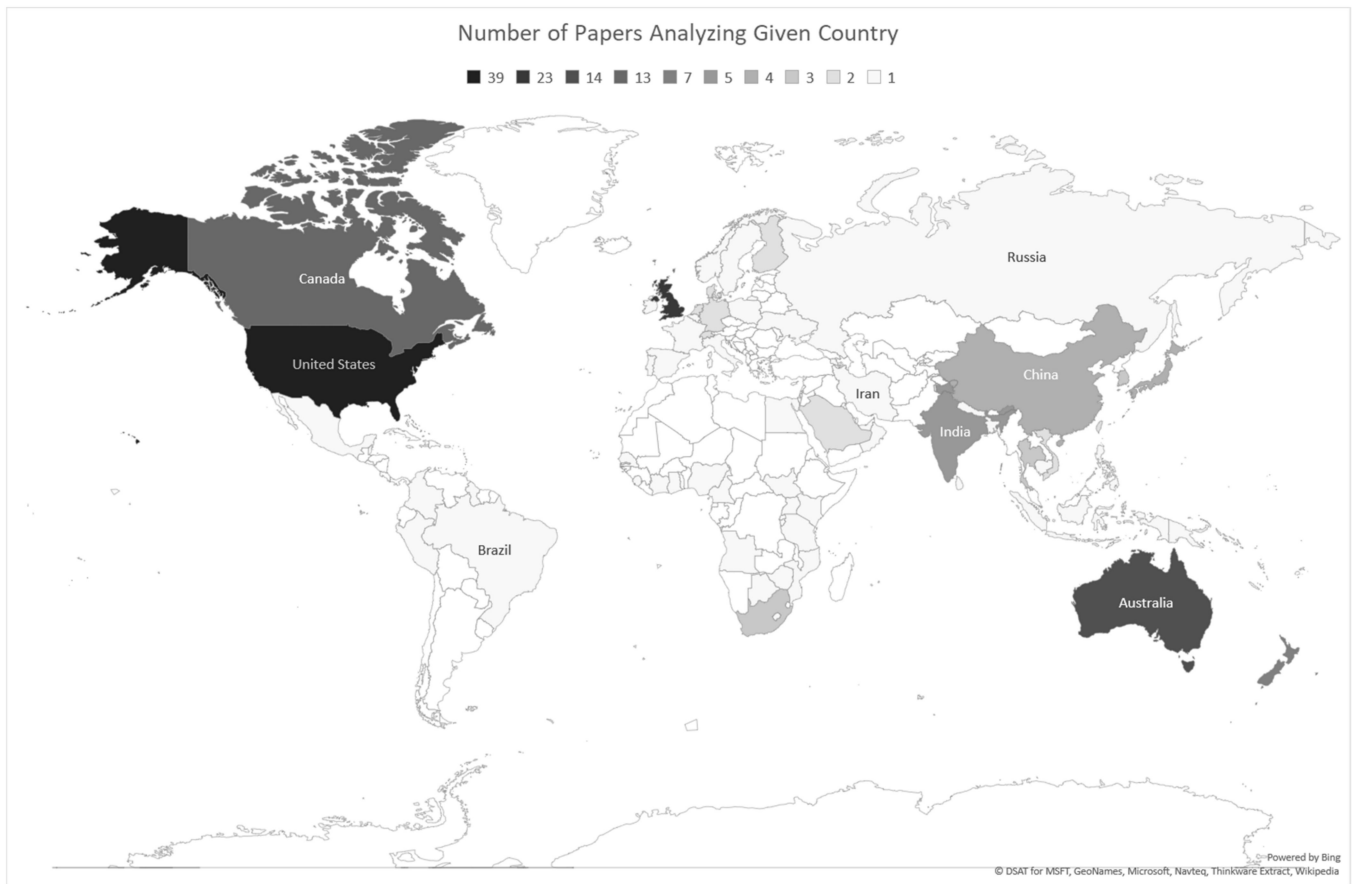 Number of Papers Analyzing Given Country
39 23 14 13 7 5 4 3 2 1
Russia
Canada
United States
China
Iran
India
Brazil
Australia
Powered by Bing
© DSAT for MSFT, GeoNames, Microsoft, Navteq, Thinkware Extract, Wikipedia